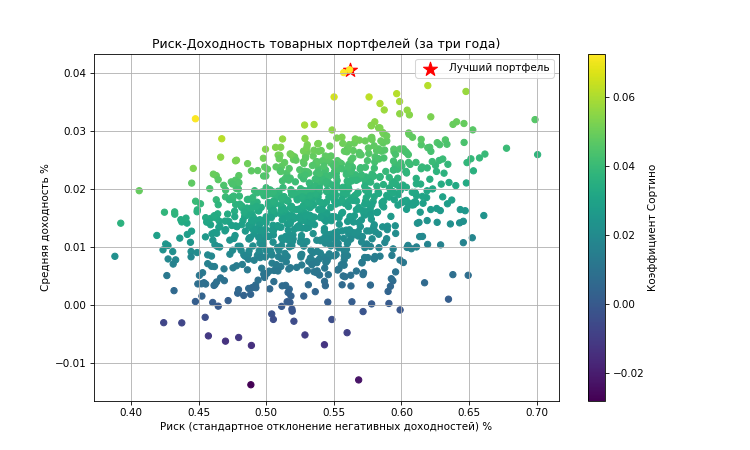 Риск-Доходность товарных портфелей (за три года)
Лучший портфель
0.04
0.03
0.02
0.01
0.00
−0.01
Средняя доходность %
0.40 0.45 0.50 0.55 0.60 0.65 0.70
Риск (стандартное отклонение негативных доходностей) %
0.06
0.04
0.02
0.00
−0.02
Коэффициент Сортино